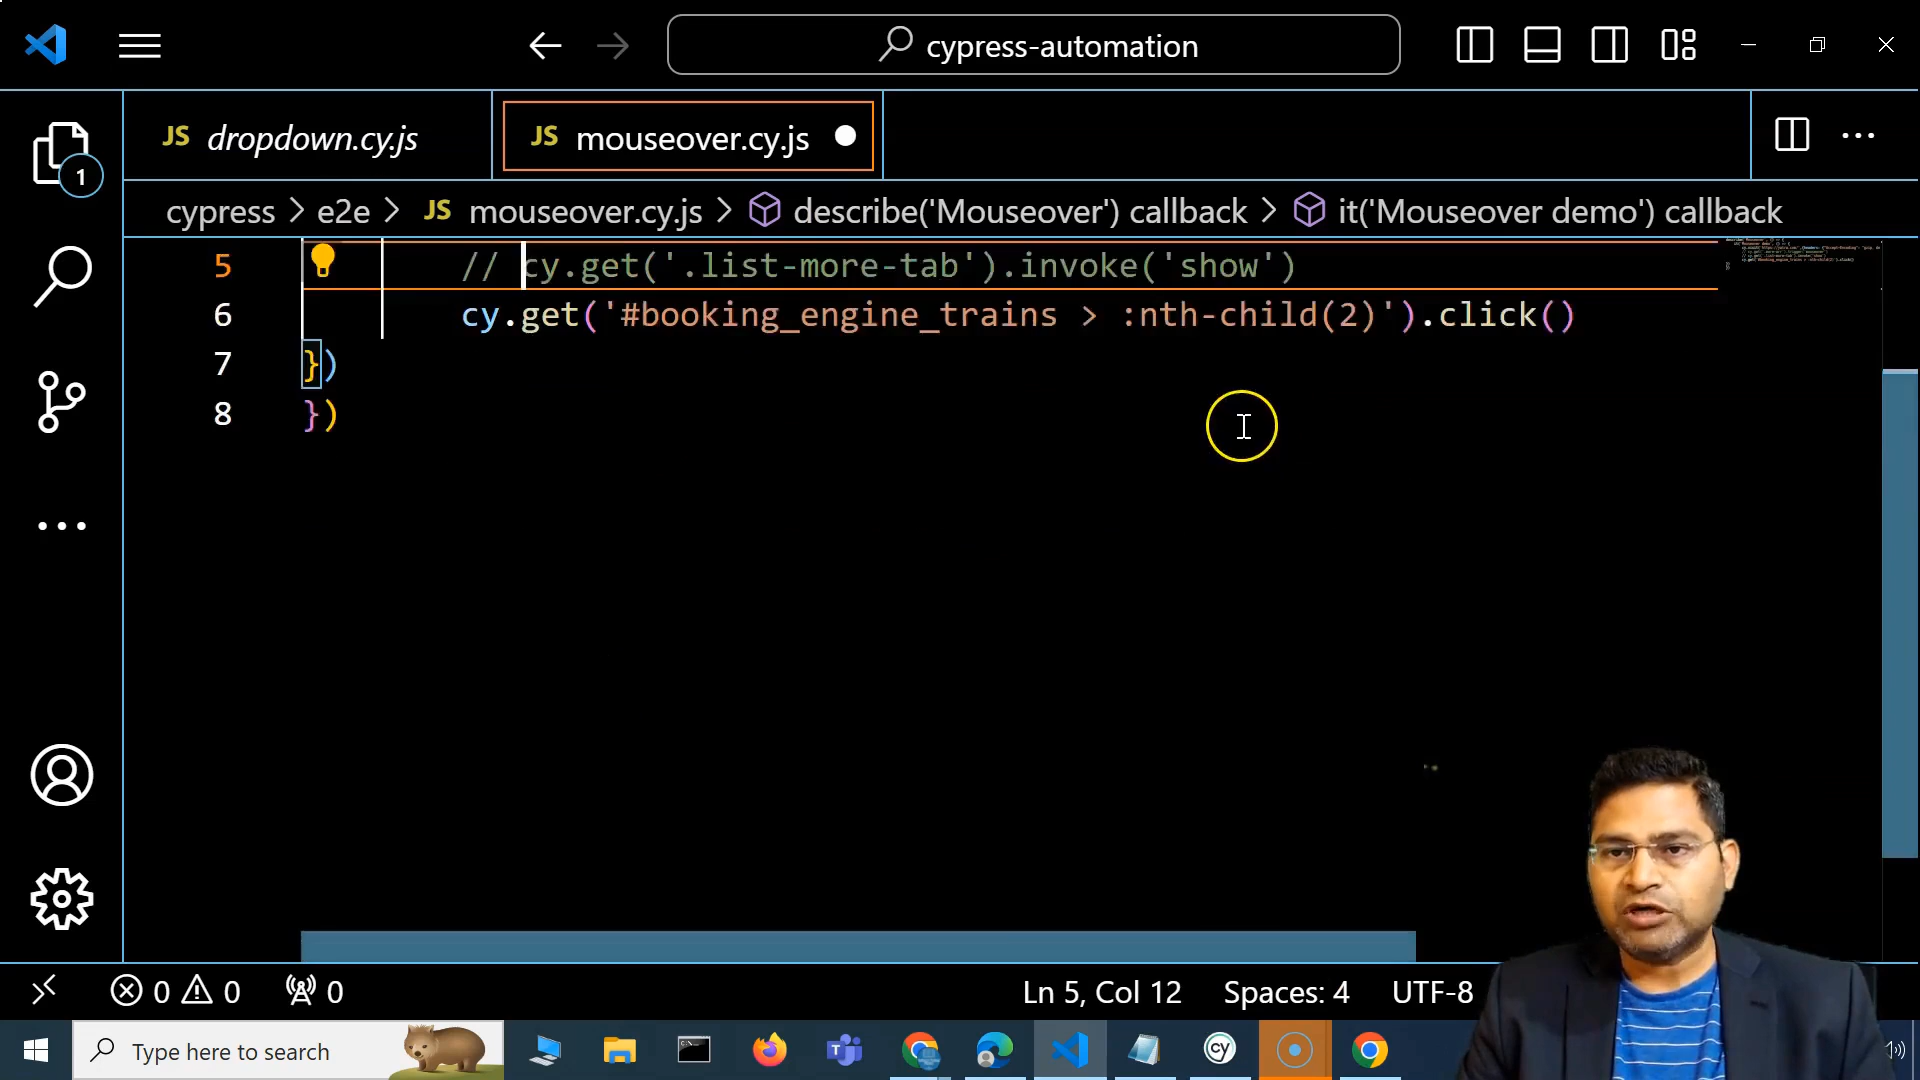 cypress-automation
JS dropdown.cy.js
JS mouseover.cy.js
1
cypress > e2e > JS mouseover.cy.js > describe('Mouseover') callback > it('Mouseover demo') callback
5 // cy.get('.list-more-tab').invoke('show')
6 cy.get('#booking_engine_trains > :nth-child(2)').click()
7 })
8 })
0 0 0 Ln 5, Col 12 Spaces: 4 UTF-8
Type here to search
cy